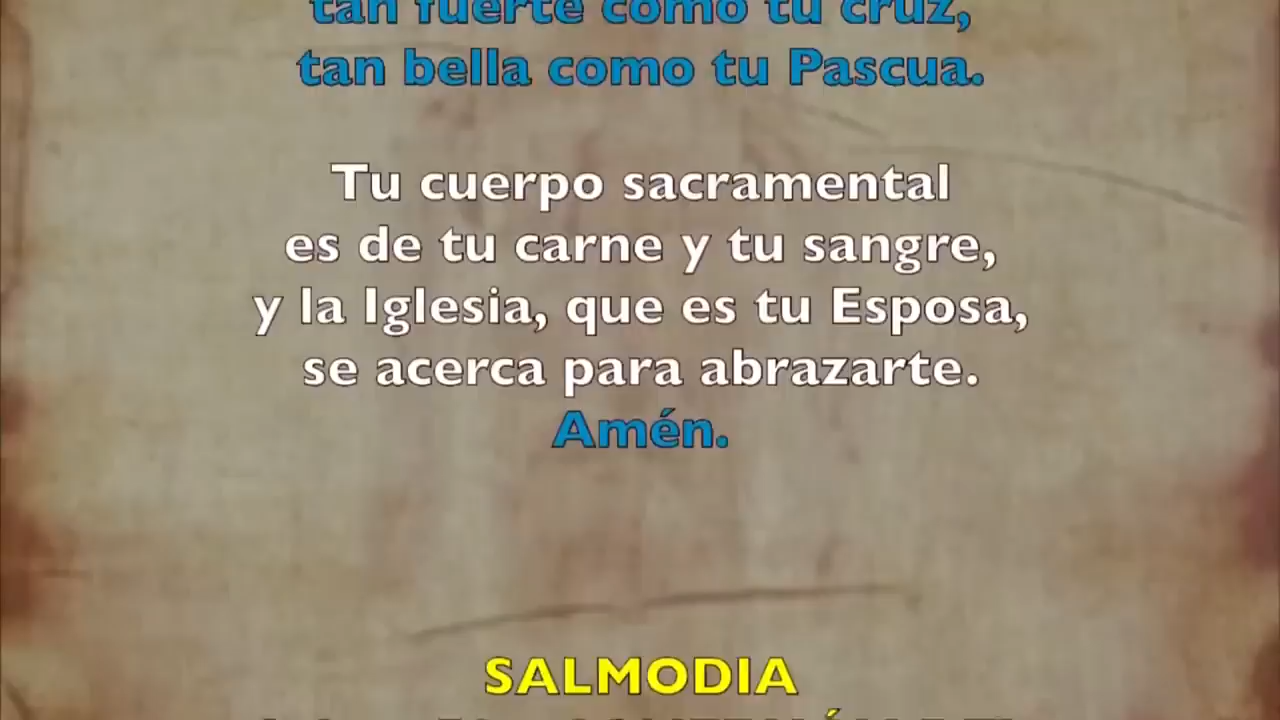 tan fuerte como tu cruz,
tan bella como tu Pascua.
Tu cuerpo sacramental
es de tu carne y tu sangre,
y la Iglesia, que es tu Esposa,
se acerca para abrazarte.
Amén.
SALMODIA